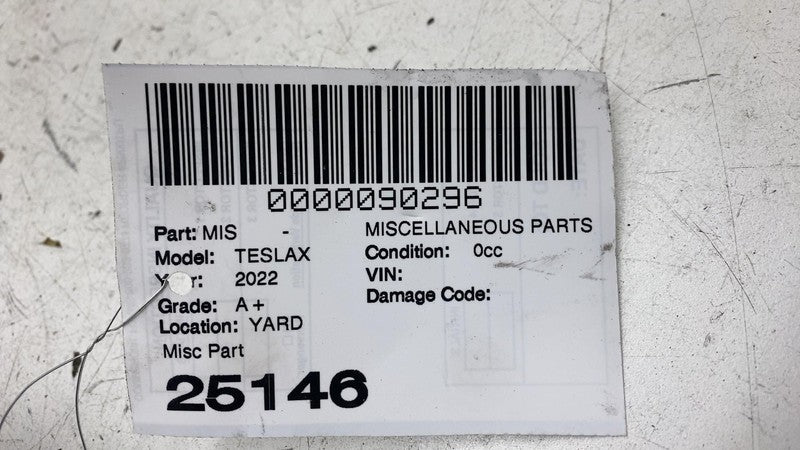 0000090296
Part: MIS - MISCELLANEOUS PARTS
Model: TESLAX Condition: 0cc
2022 VIN:
Grade: A+ Damage Code:
Location: YARD
Misc Part
25146